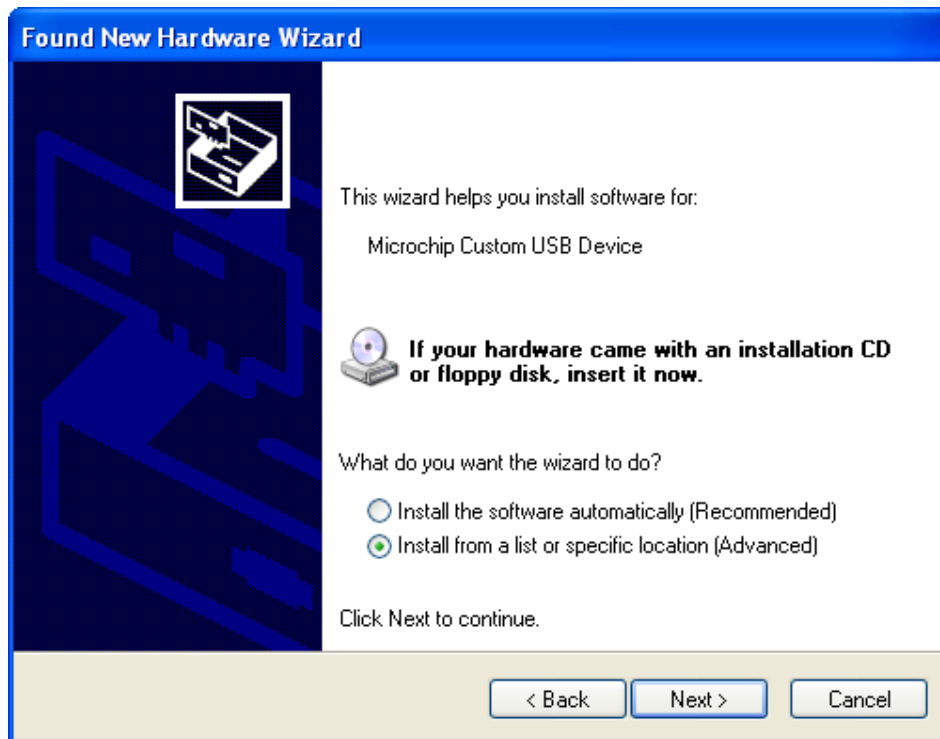 Found New Hardware Wizard
This wizard helps you install software for:
Microchip Custom USB Device
If your hardware came with an installation CD
or floppy disk, insert it now.
What do you want the wizard to do?
Install the software automatically (Recommended)
Install from a list or specific location (Advanced)
Click Next to continue.
< Back Next > Cancel